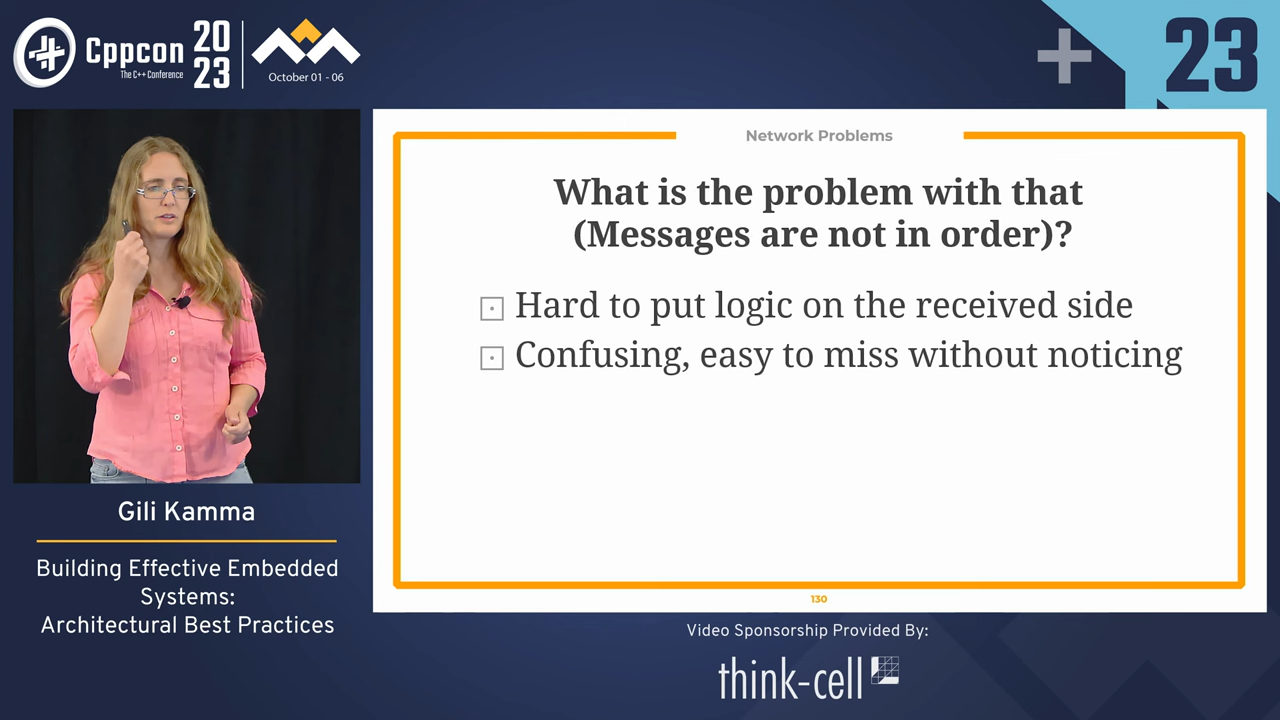 Cppcon
The C++ Conference
20
23
October 01 - 06
23
Network Problems
What is the problem with that
(Messages are not in order)?
Hard to put logic on the received side
Confusing, easy to miss without noticing
130
Gili Kamma
Building Effective Embedded
Systems:
Architectural Best Practices
Video Sponsorship Provided By:
think-cell